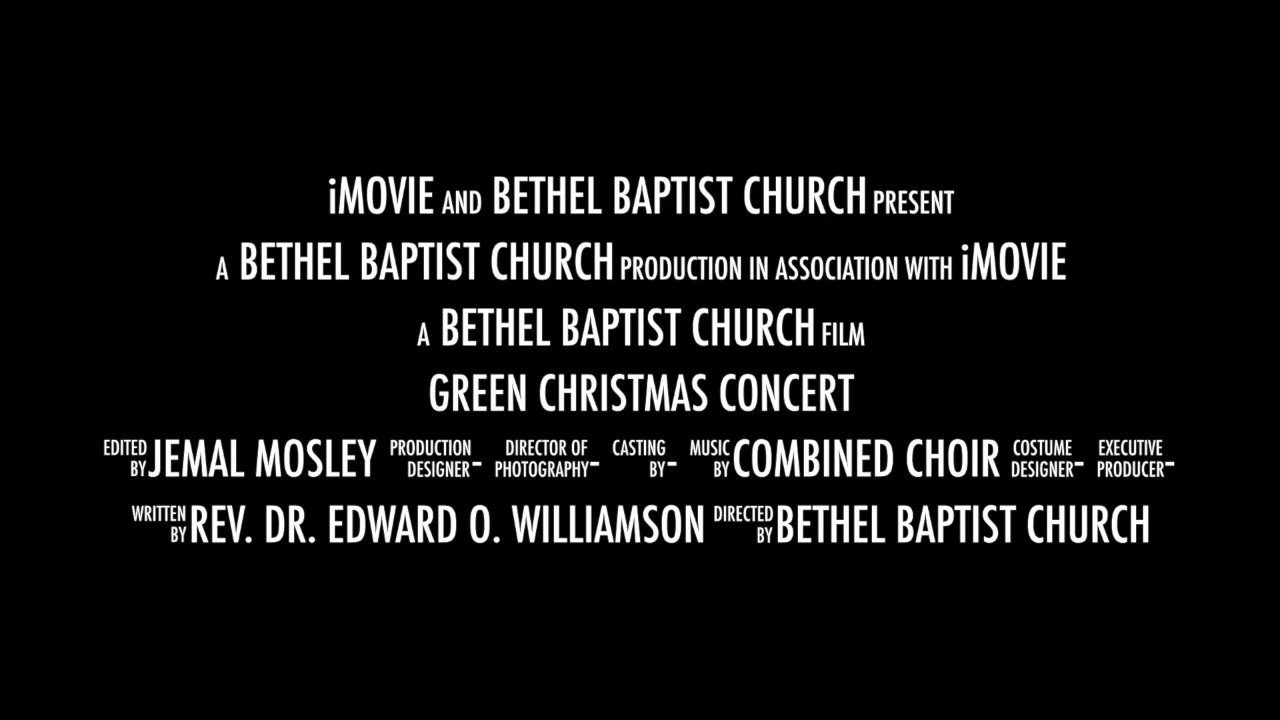 iMOVIE AND BETHEL BAPTIST CHURCH PRESENT
A BETHEL BAPTIST CHURCH PRODUCTION IN ASSOCIATION WITH iMOVIE
A BETHEL BAPTIST CHURCH FILM
GREEN CHRISTMAS CONCERT
EDITED BY JEMAL MOSLEY PRODUCTION DESIGNER - DIRECTOR OF PHOTOGRAPHY - CASTING BY - MUSIC BY COMBINED CHOIR COSTUME DESIGNER - EXECUTIVE PRODUCER -
WRITTEN BY REV. DR. EDWARD O. WILLIAMSON DIRECTED BY BETHEL BAPTIST CHURCH